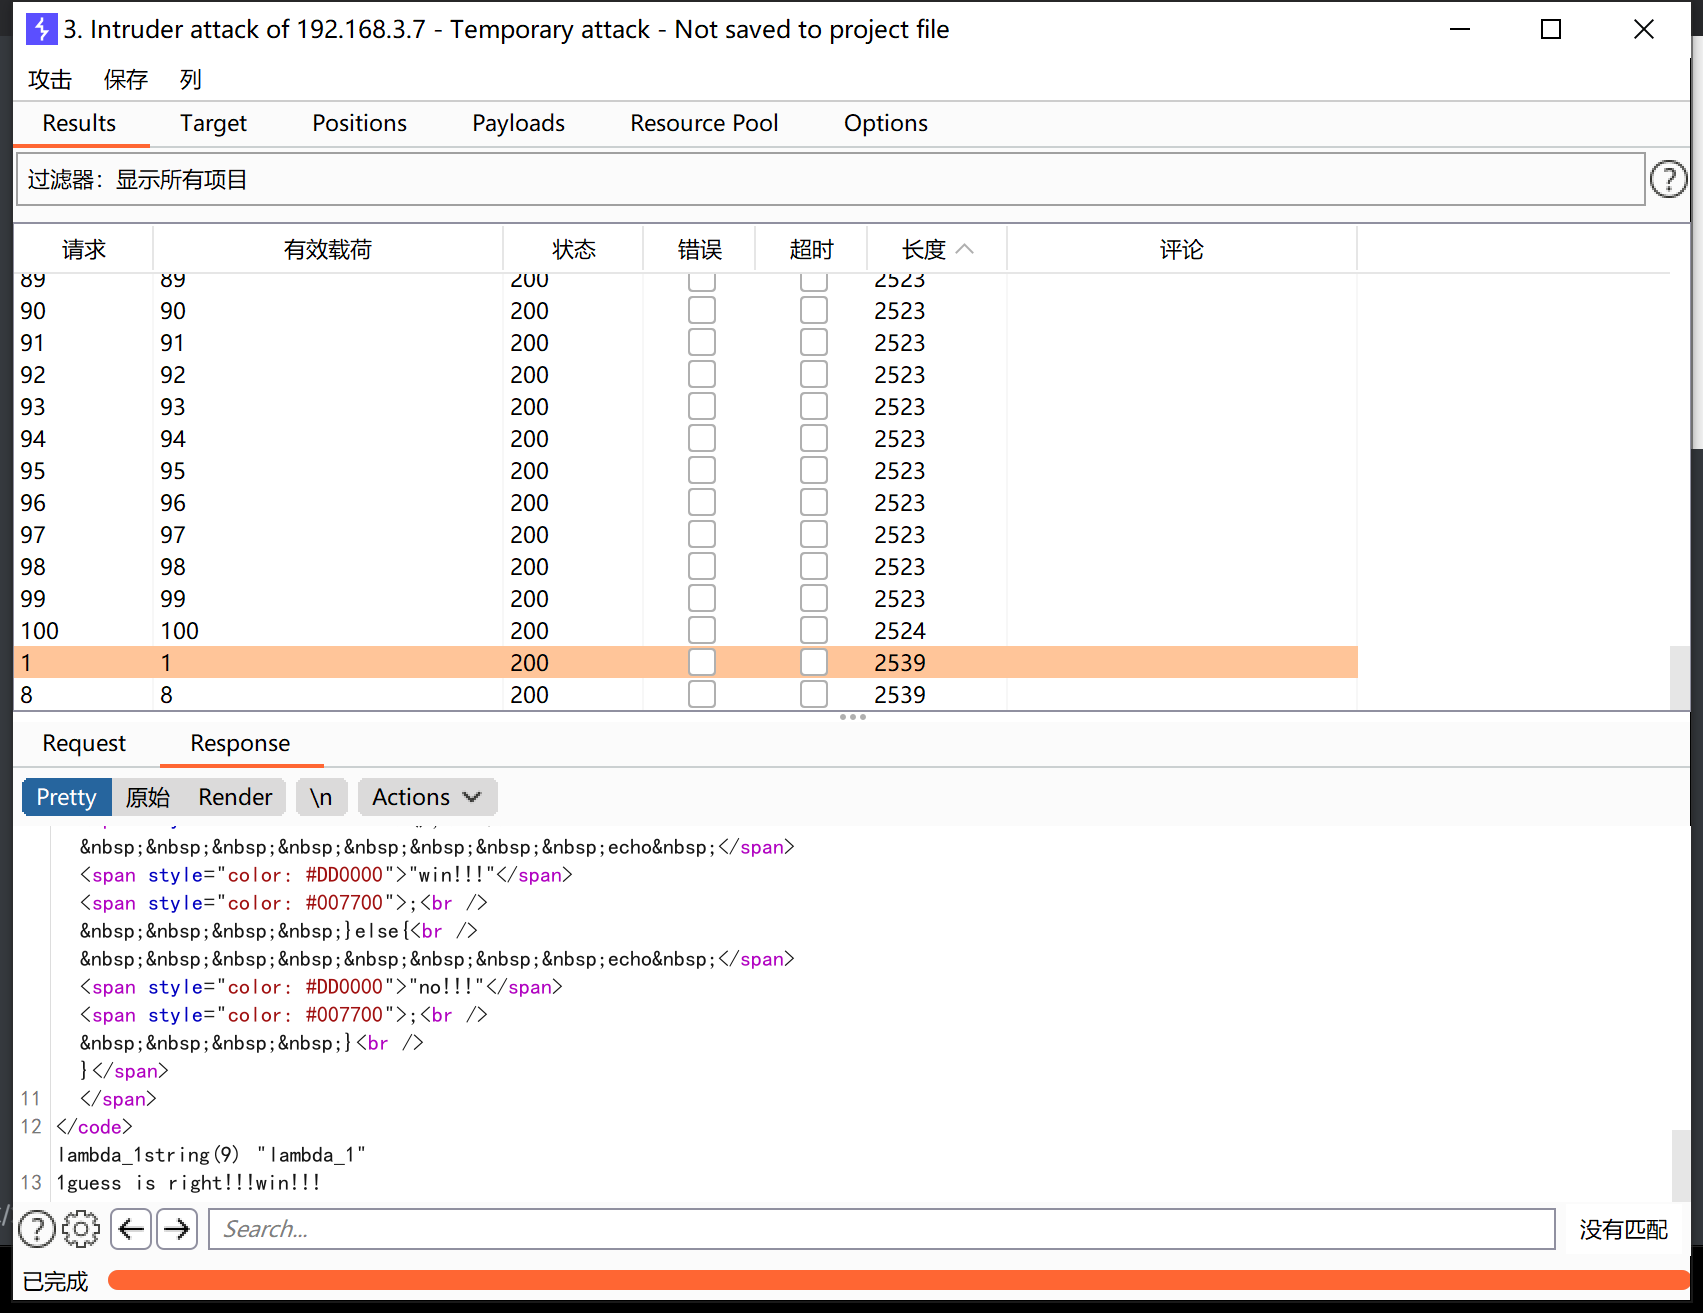 3. Intruder attack of 192.168.3.7 - Temporary attack - Not saved to project file
攻击 保存 列
Results Target Positions Payloads Resource Pool Options
过滤器：显示所有项目
请求 有效载荷 状态 错误 超时 长度 评论
89 89 200 2523
90 90 200 2523
91 91 200 2523
92 92 200 2523
93 93 200 2523
94 94 200 2523
95 95 200 2523
96 96 200 2523
97 97 200 2523
98 98 200 2523
99 99 200 2523
100 100 200 2524
1 1 200 2539
8 8 200 2539
Request Response
Pretty 原始 Render \n Actions
&nbsp;&nbsp;&nbsp;&nbsp;&nbsp;&nbsp;&nbsp;&nbsp;echo&nbsp;</span>
<span style="color: #DD0000">"win!!!"</span>
<span style="color: #007700">;<br />
&nbsp;&nbsp;&nbsp;&nbsp;}else{<br />
&nbsp;&nbsp;&nbsp;&nbsp;&nbsp;&nbsp;&nbsp;&nbsp;echo&nbsp;</span>
<span style="color: #DD0000">"no!!!"</span>
<span style="color: #007700">;<br />
&nbsp;&nbsp;&nbsp;&nbsp;}<br />
}</span>
11 </span>
12 </code>
lambda_1string(9) "lambda_1"
13 1guess is right!!!win!!!
Search...
没有匹配
已完成